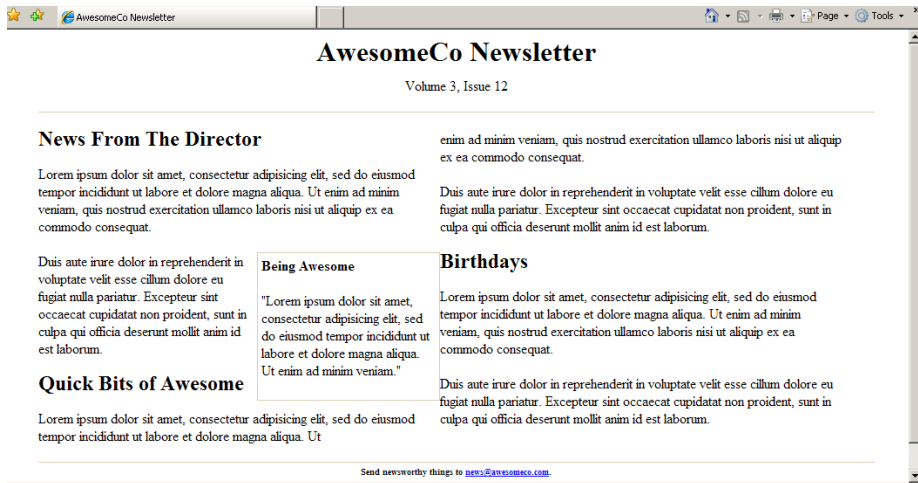 AwesomeCo Newsletter
Page
Tools
AwesomeCo Newsletter
Volume 3, Issue 12
News From The Director
Lorem ipsum dolor sit amet, consectetur adipisicing elit, sed do eiusmod
tempor incididunt ut labore et dolore magna aliqua. Ut enim ad minim
veniam, quis nostrud exercitation ullamco laboris nisi ut aliquip ex ea
commodo consequat.
Duis aute irure dolor in reprehenderit in
voluptate velit esse cillum dolore eu
fugiat nulla pariatur. Excepteur sint
occaecat cupidatat non proident, sunt in
culpa qui officia deserunt mollit anim id
est laborum.
Being Awesome
"Lorem ipsum dolor sit amet,
consectetur adipisicing elit, sed
do eiusmod tempor incididunt ut
labore et dolore magna aliqua.
Ut enim ad minim veniam."
Quick Bits of Awesome
Lorem ipsum dolor sit amet, consectetur adipisicing elit, sed do eiusmod
tempor incididunt ut labore et dolore magna aliqua. Ut
enim ad minim veniam, quis nostrud exercitation ullamco laboris nisi ut aliquip
ex ea commodo consequat.
Duis aute irure dolor in reprehenderit in voluptate velit esse cillum dolore eu
fugiat nulla pariatur. Excepteur sint occaecat cupidatat non proident, sunt in
culpa qui officia deserunt mollit anim id est laborum.
Birthdays
Lorem ipsum dolor sit amet, consectetur adipisicing elit, sed do eiusmod
tempor incididunt ut labore et dolore magna aliqua. Ut enim ad minim
veniam, quis nostrud exercitation ullamco laboris nisi ut aliquip ex ea
commodo consequat.
Duis aute irure dolor in reprehenderit in voluptate velit esse cillum dolore eu
fugiat nulla pariatur. Excepteur sint occaecat cupidatat non proident, sunt in
culpa qui officia deserunt mollit anim id est laborum.
Send newsworthy things to news@awesomeco.com.